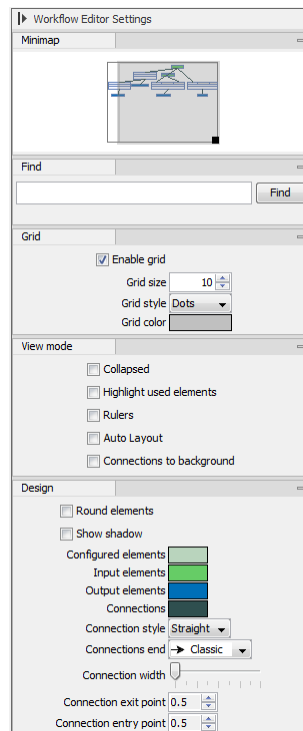 Workflow Editor Settings
Minimap
Find
Find
Grid
Enable grid
Grid size 10
Grid style Dots
Grid color
View mode
Collapsed
Highlight used elements
Rulers
Auto Layout
Connections to background
Design
Round elements
Show shadow
Configured elements
Input elements
Output elements
Connections
Connection style Straight
Connections end Classic
Connection width
Connection exit point 0.5
Connection entry point 0.5